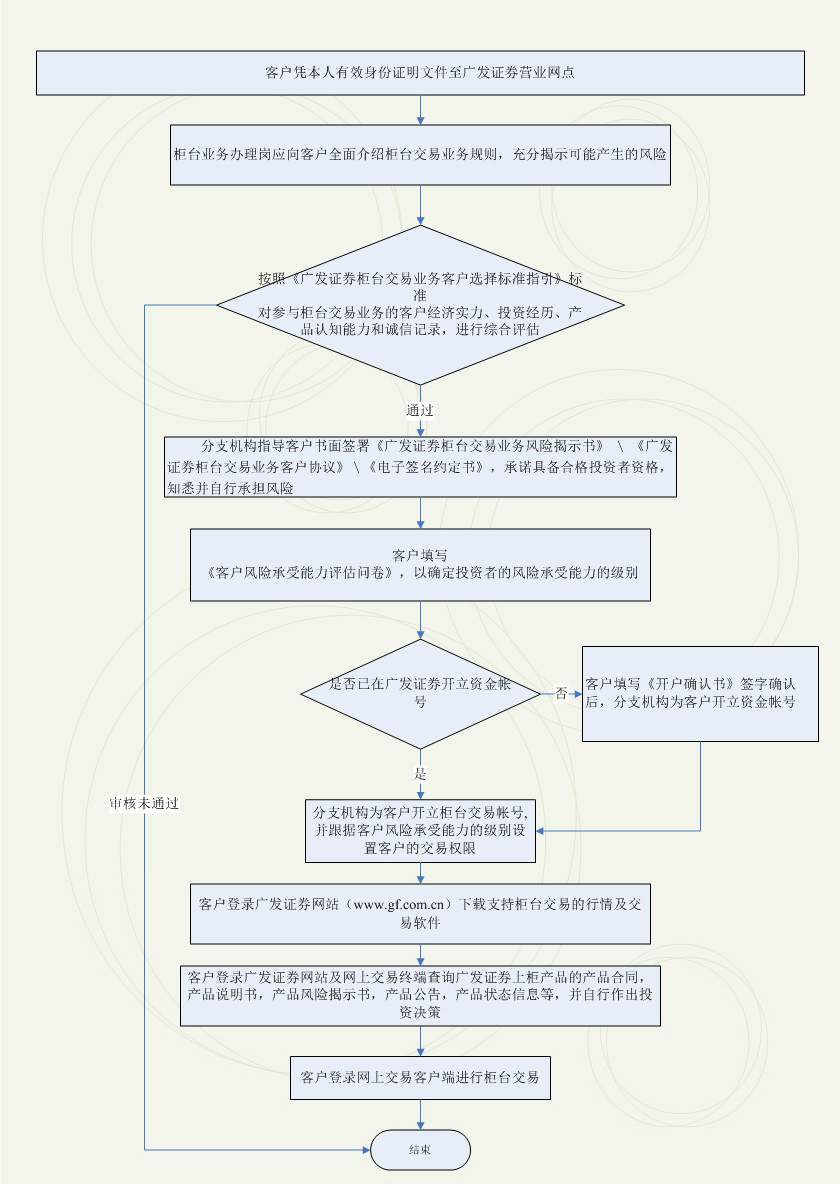 客户凭本人有效身份证明文件至广发证券营业网点
柜台业务办理岗应向客户全面介绍柜台交易业务规则，充分揭示可能产生的风险
按照《广发证券柜台交易业务客户选择标准指引》标
准
对参与柜台交易业务的客户经济实力、投资经历、产
品认知能力和诚信记录，进行综合评估
通过
分支机构指导客户书面签署《广发证券柜台交易业务风险揭示书》 \ 《广发
证券柜台交易业务客户协议》 \ 《电子签名约定书》，承诺具备合格投资者资格，
知悉并自行承担风险
客户填写
《客户风险承受能力评估问卷》，以确定投资者的风险承受能力的级别
是否已在广发证券开立资金帐
号
否
客户填写《开户确认书》签字确认
后，分支机构为客户开立资金帐号
是
审核未通过
分支机构为客户开立柜台交易帐号,
并跟据客户风险承受能力的级别设
置客户的交易权限
客户登录广发证券网站（www.gf.com.cn）下载支持柜台交易的行情及交
易软件
客户登录广发证券网站及网上交易终端查询广发证券上柜产品的产品合同，
产品说明书，产品风险揭示书，产品公告，产品状态信息等，并自行作出投
资决策
客户登录网上交易客户端进行柜台交易
结束